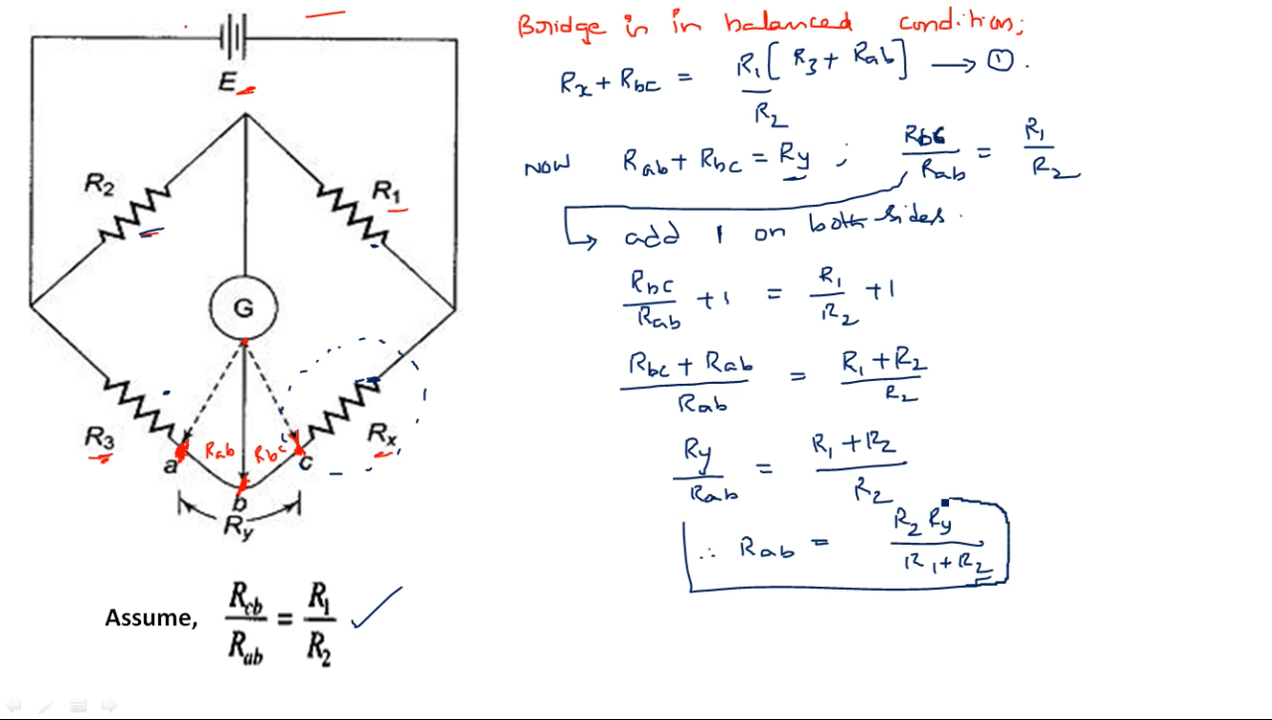 E
R2
R1
G
R3
Rab
Rbc
Rx
a
b
c
Ry
Assume, Rcb/Rab = R1/R2
Bridge is in balanced condition;
Rx + Rbc = R1/R2 [R3 + Rab] → ①.
Now Rab + Rbc = Ry ; Rbc/Rab = R1/R2
add 1 on both sides.
Rbc/Rab + 1 = R1/R2 + 1
Rbc + Rab/Rab = R1 + R2/R2
Ry/Rab = R1 + R2/R2
∴ Rab = R2 Ry/R1 + R2